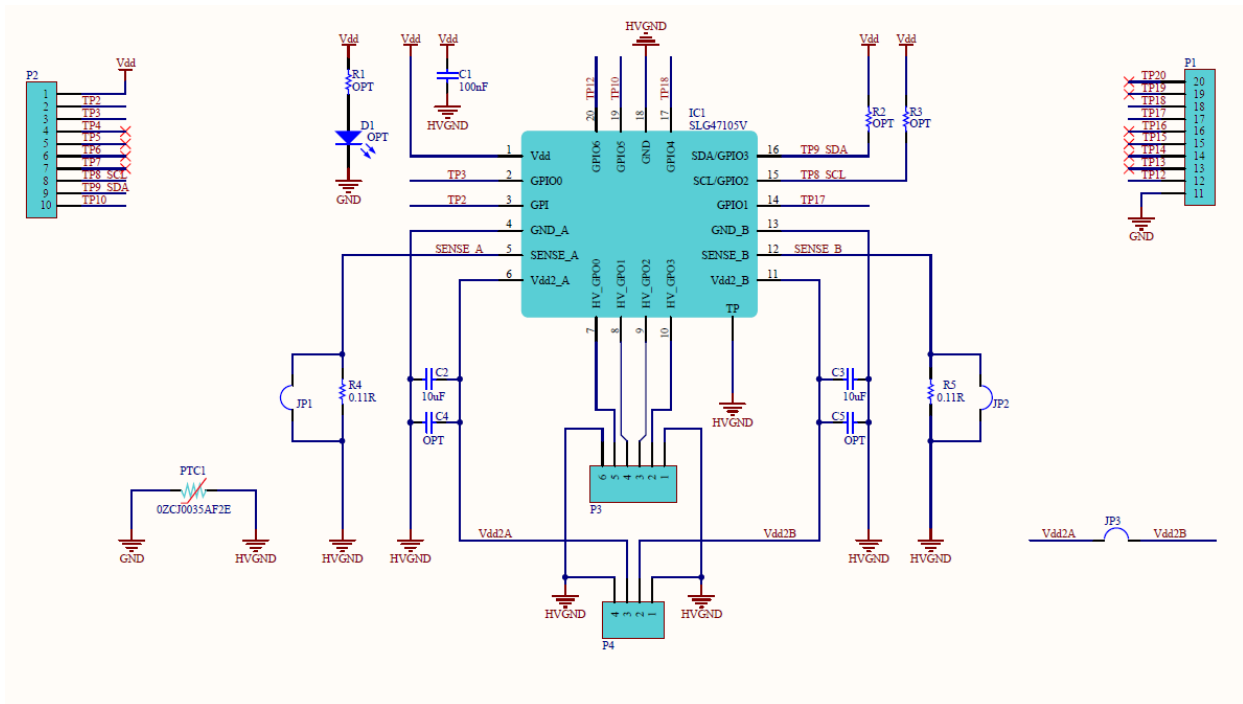 HVGND
Vdd
Vdd
Vdd
Vdd
Vdd
P2
Vdd
1
2 TP2
3 TP3
4 TP4
5 TP5
6 TP6
7 TP7
8 TP8_SCL
9 TP9_SDA
10 TP10
R1
OPT
D1
OPT
GND
C1
100nF
HVGND
TP12
TP10
TP18
20
19
18
17
IC1
SLG47105V
GPIO6
GPIO5
GND
GPIO4
R2
OPT
R3
OPT
P1
TP20 20
TP19 19
TP18 18
TP17 17
TP16 16
TP15 15
TP14 14
TP13 13
TP12 12
11
GND
1 Vdd
SDA/GPIO3 16 TP9_SDA
TP3 2 GPIO0
SCL/GPIO2 15 TP8_SCL
TP2 3 GPI
GPIO1 14 TP17
4 GND_A
GND_B 13
SENSE_A 5 SENSE_A
SENSE_B 12 SENSE_B
6 Vdd2_A
Vdd2_B 11
HV_GPO0
HV_GPO1
HV_GPO2
HV_GPO3
TP
7
8
9
10
JP1
R4
0.11R
C2
10uF
C4
OPT
HVGND
C3
10uF
C5
OPT
R5
0.11R
JP2
6
5
4
3
2
1
P3
PTC1
0ZCJ0035AF2E
GND
HVGND
HVGND
HVGND
Vdd2A
Vdd2B
HVGND
HVGND
JP3
Vdd2A
Vdd2B
HVGND
HVGND
4
3
2
1
P4